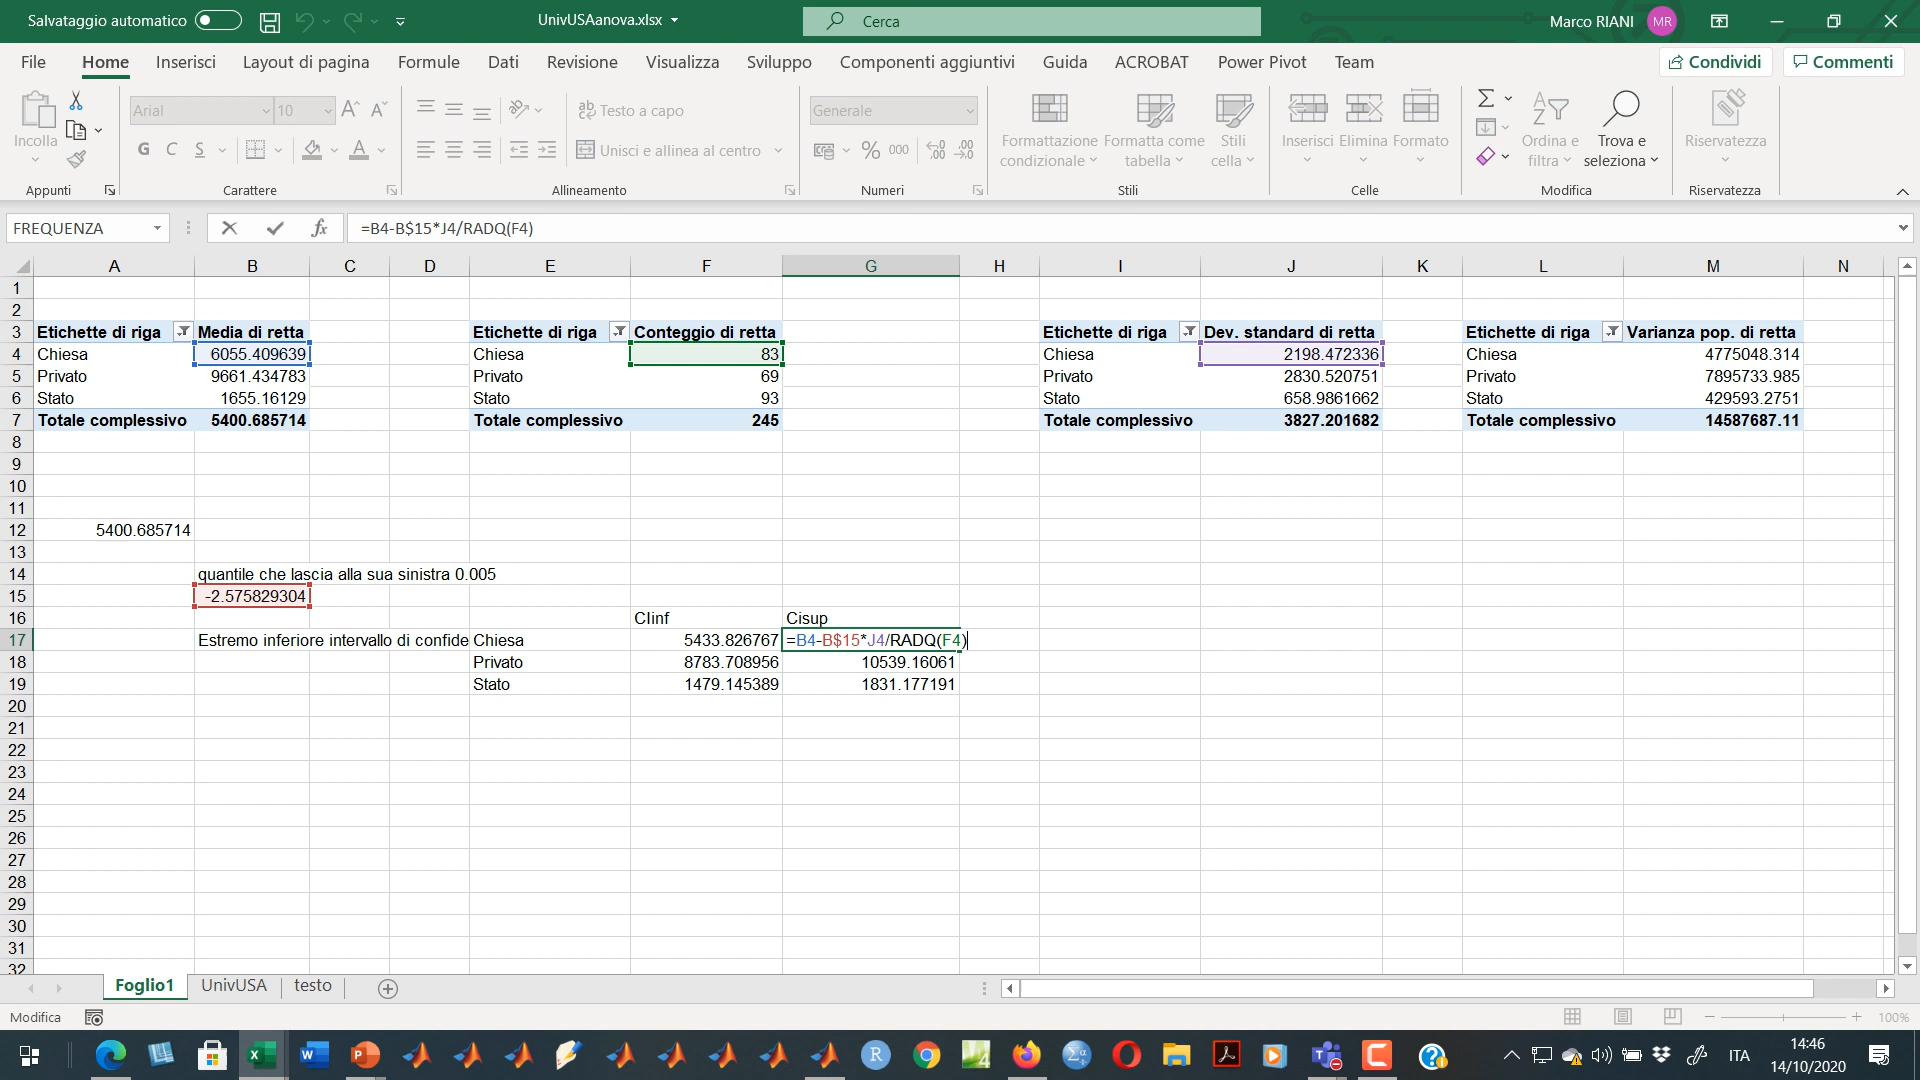 Salvataggio automatico UnivUSAanova.xlsx Cerca Marco RIANI MR
File Home Inserisci Layout di pagina Formule Dati Revisione Visualizza Sviluppo Componenti aggiuntivi Guida ACROBAT Power Pivot Team Condividi Commenti
Incolla Arial 10 Testo a capo Generale Formattazione condizionale Formatta come tabella Stili cella Inserisci Elimina Formato Ordina e filtra Trova e seleziona Riservatezza
G C S Unisci e allinea al centro % 000
Appunti Carattere Allineamento Numeri Stili Celle Modifica Riservatezza
FREQUENZA fx =B4-B$15*J4/RADQ(F4)
A B C D E F G H I J K L M N
1
2
3 Etichette di riga Media di retta Etichette di riga Conteggio di retta Etichette di riga Dev. standard di retta Etichette di riga Varianza pop. di retta
4 Chiesa 6055.409639 Chiesa 83 Chiesa 2198.472336 Chiesa 4775048.314
5 Privato 9661.434783 Privato 69 Privato 2830.520751 Privato 7895733.985
6 Stato 1655.16129 Stato 93 Stato 658.9861662 Stato 429593.2751
7 Totale complessivo 5400.685714 Totale complessivo 245 Totale complessivo 3827.201682 Totale complessivo 14587687.11
8
9
10
11
12 5400.685714
13
14 quantile che lascia alla sua sinistra 0.005
15 -2.575829304
16 CIinf Cisup
17 Estremo inferiore intervallo di confide Chiesa 5433.826767 =B4-B$15*J4/RADQ(F4)
18 Privato 8783.708956 10539.16061
19 Stato 1479.145389 1831.177191
20
21
22
23
24
25
26
27
28
29
30
31
32
Foglio1 UnivUSA testo
Modifica 100%
ITA 14:46
14/10/2020